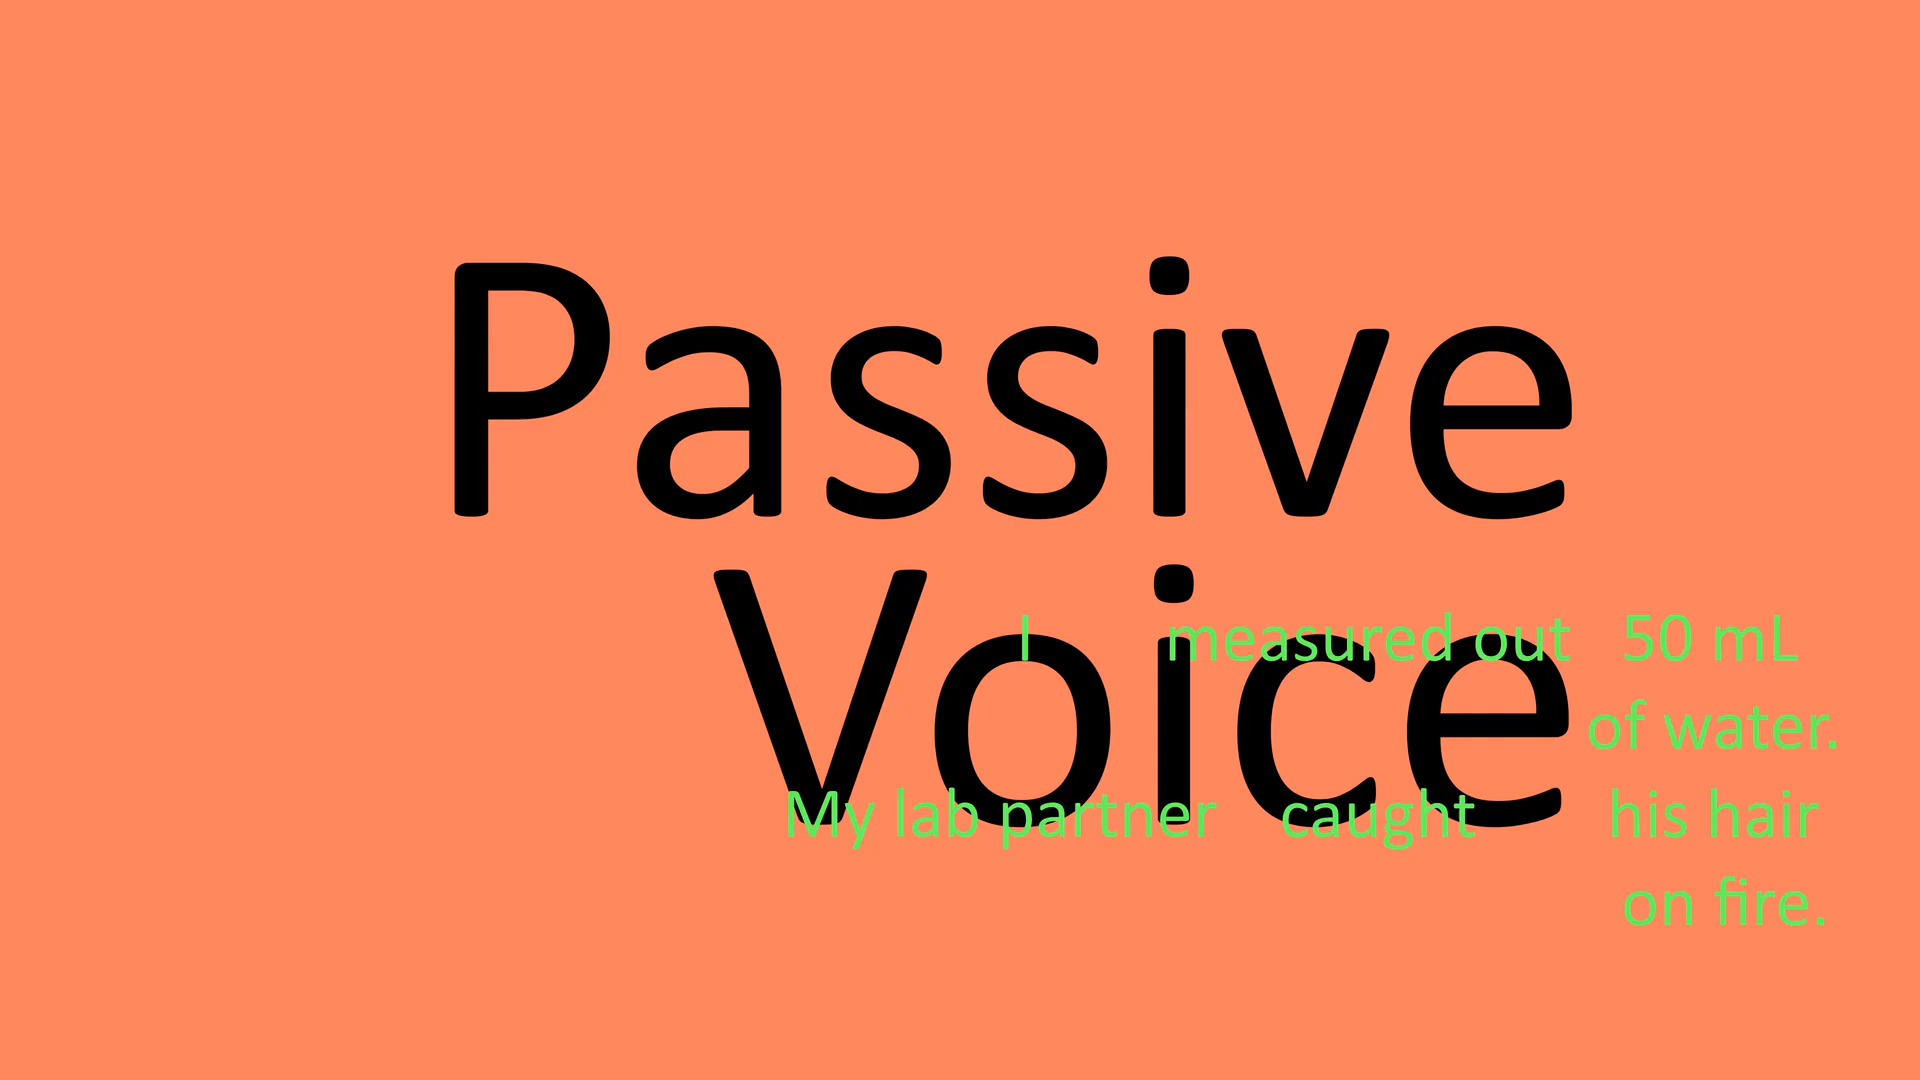 Passive
Voice
I measured out 50 mL
of water.
My lab partner caught his hair
on fire.